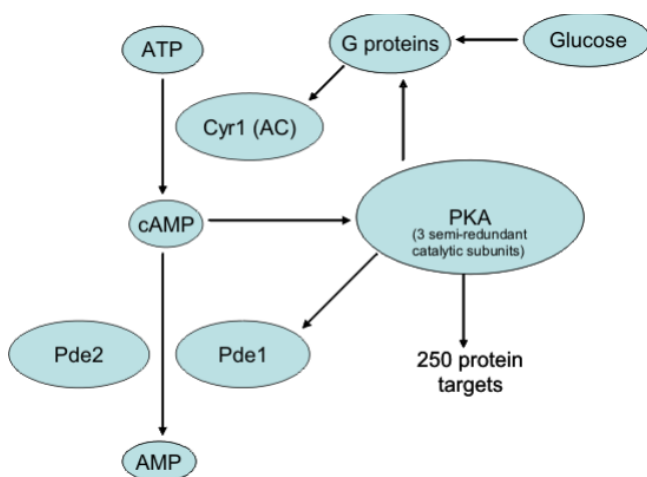 ATP
G proteins
Glucose
Cyr1 (AC)
cAMP
PKA
(3 semi-redundant
catalytic subunits)
Pde2
Pde1
250 protein
targets
AMP